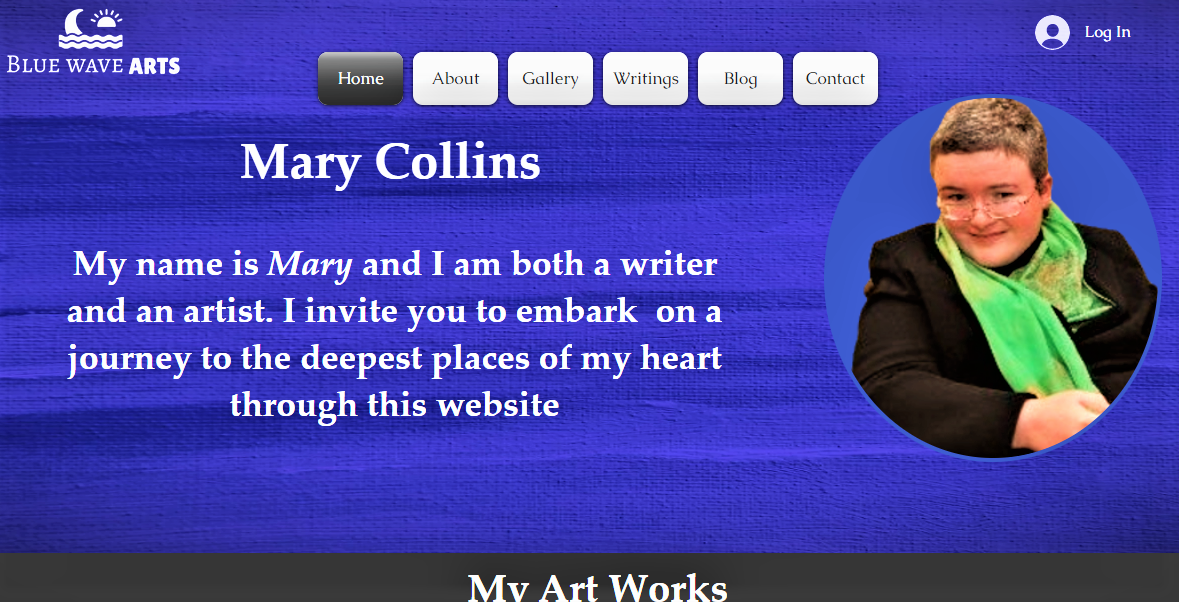 Log In
BLUE WAVE ARTS
Home About Gallery Writings Blog Contact
Mary Collins
My name is Mary and I am both a writer
and an artist. I invite you to embark  on a
journey to the deepest places of my heart
through this website
My Art Works